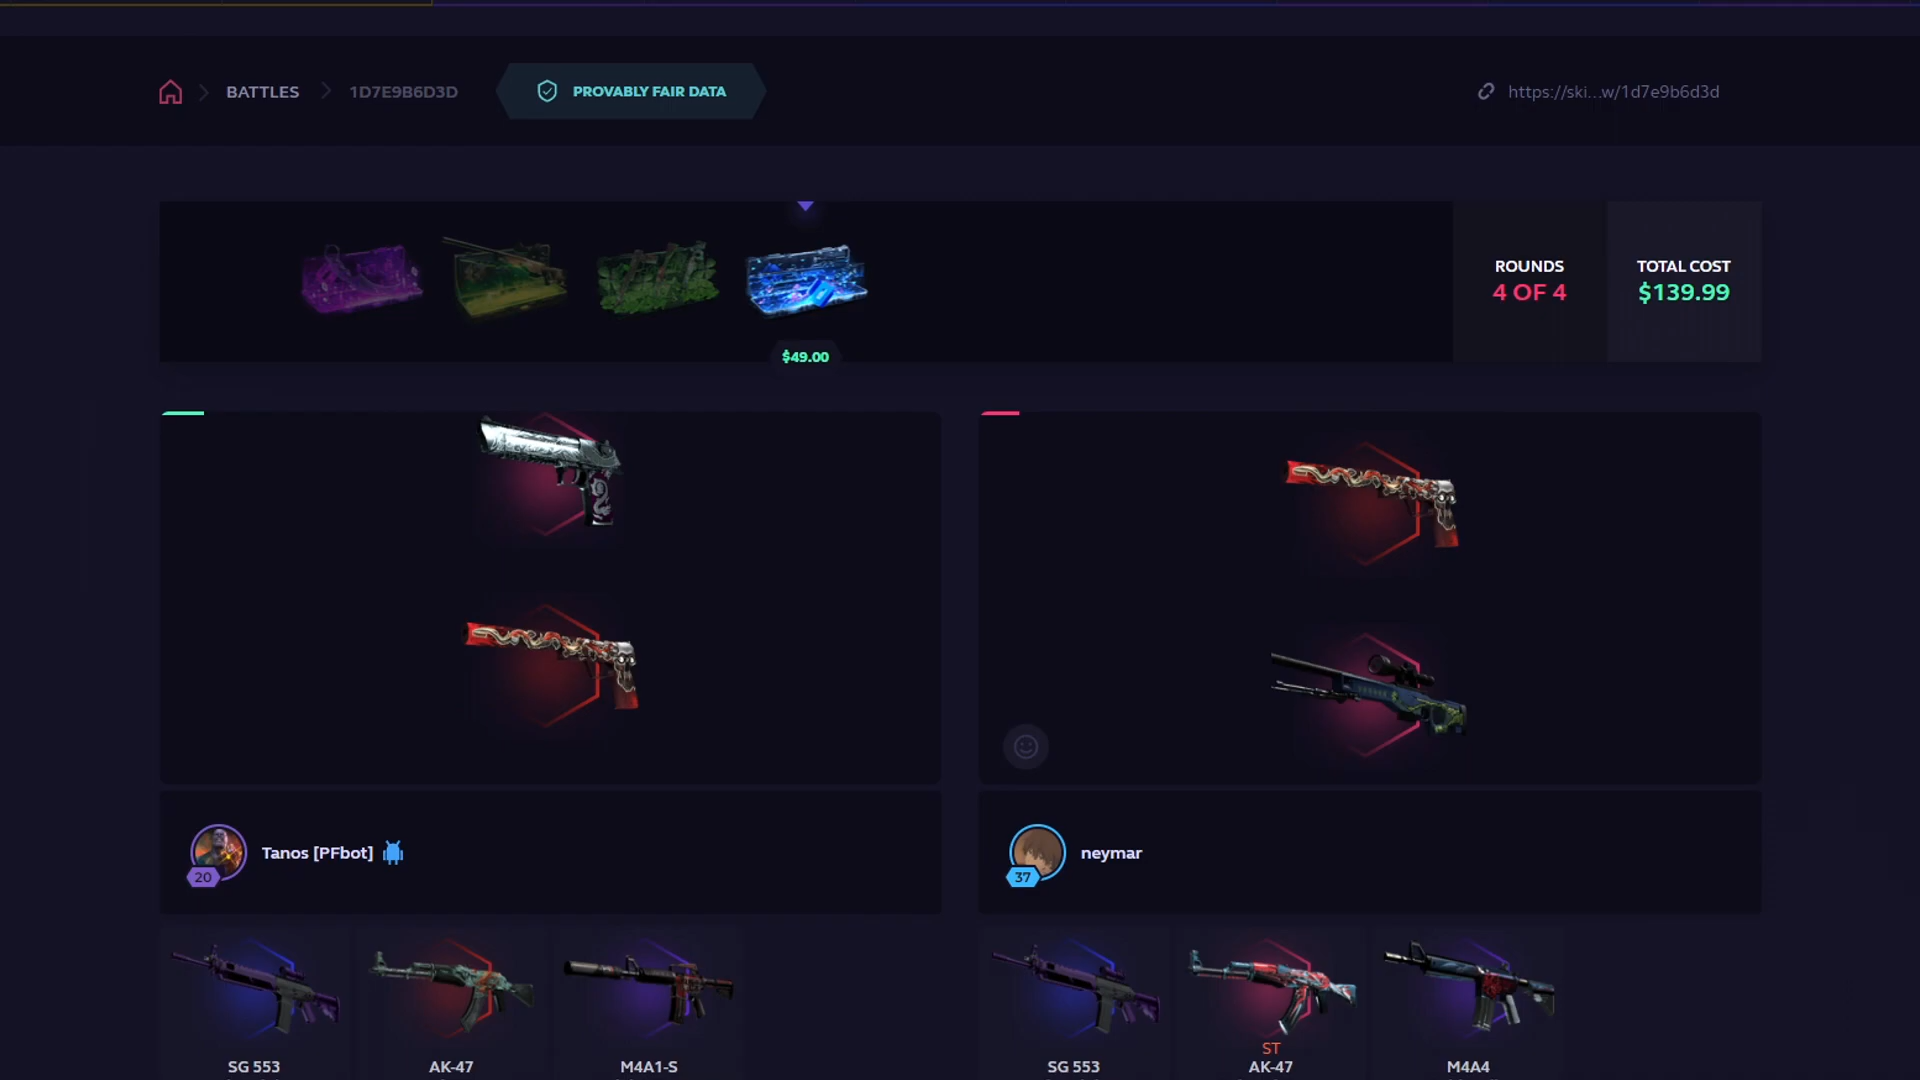 BATTLES
1D7E9B6D3D
PROVABLY FAIR DATA
https://ski...w/1d7e9b6d3d
ROUNDS
4 OF 4
TOTAL COST
$139.99
$49.00
Tanos [PFbot]
20
neymar
37
SG 553
AK-47
M4A1-S
SG 553
ST
AK-47
M4A4